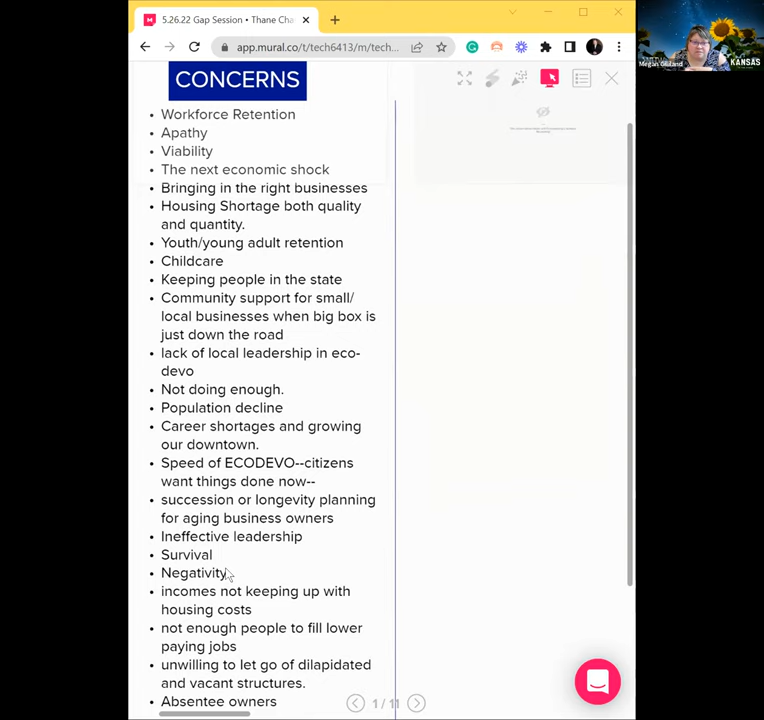 5.26.22 Gap Session • Thane Cha
app.mural.co/t/tech6413/m/tech...
CONCERNS
• Workforce Retention
• Apathy
• Viability
• The next economic shock
• Bringing in the right businesses
• Housing Shortage both quality
and quantity.
• Youth/young adult retention
• Childcare
• Keeping people in the state
• Community support for small/
local businesses when big box is
just down the road
• lack of local leadership in eco-
devo
• Not doing enough.
• Population decline
• Career shortages and growing
our downtown.
• Speed of ECODEVO--citizens
want things done now--
• succession or longevity planning
for aging business owners
• Ineffective leadership
• Survival
• Negativity
• incomes not keeping up with
housing costs
• not enough people to fill lower
paying jobs
• unwilling to let go of dilapidated
and vacant structures.
• Absentee owners
1 / 11
Megan Gilliland
KANSAS